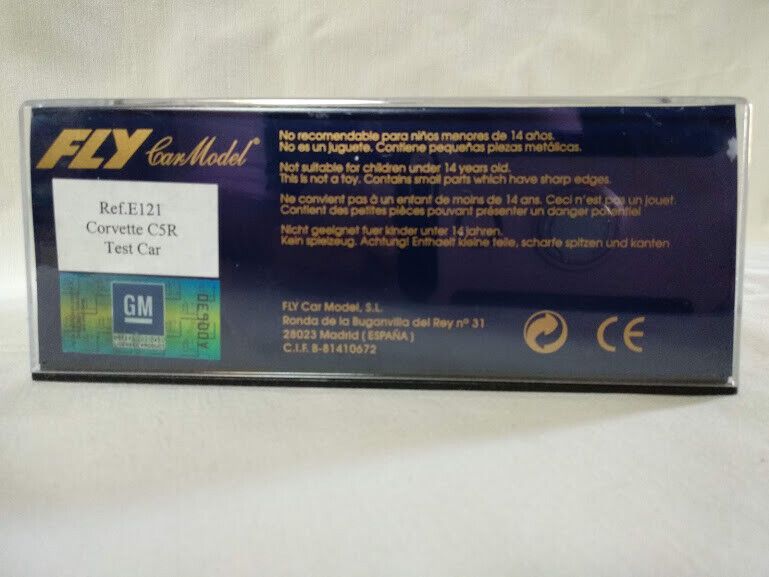 FLY Car Model
Ref.E121
Corvette C5R
Test Car
GM
A00630
No recomendable para niños menores de 14 años.
No es un juguete. Contiene pequeñas piezas metálicas.
Not suitable for children under 14 years old.
This is not a toy. Contains small parts which have sharp edges.
Ne convient pas à un enfant de moins de 14 ans. Ceci n'est pas un jouet.
Contient des petites pièces pouvant présenter un danger potentiel
Nicht geeignet fuer kinder unter 14 jahren.
Kein spielzeug. Achtung! Enthaelt kleine teile, scharfe spitzen und kanten
FLY Car Model, S.L.
Ronda de la Buganvilla del Rey nº 31
28023 Madrid ( ESPAÑA )
C.I.F. B-81410672
CE